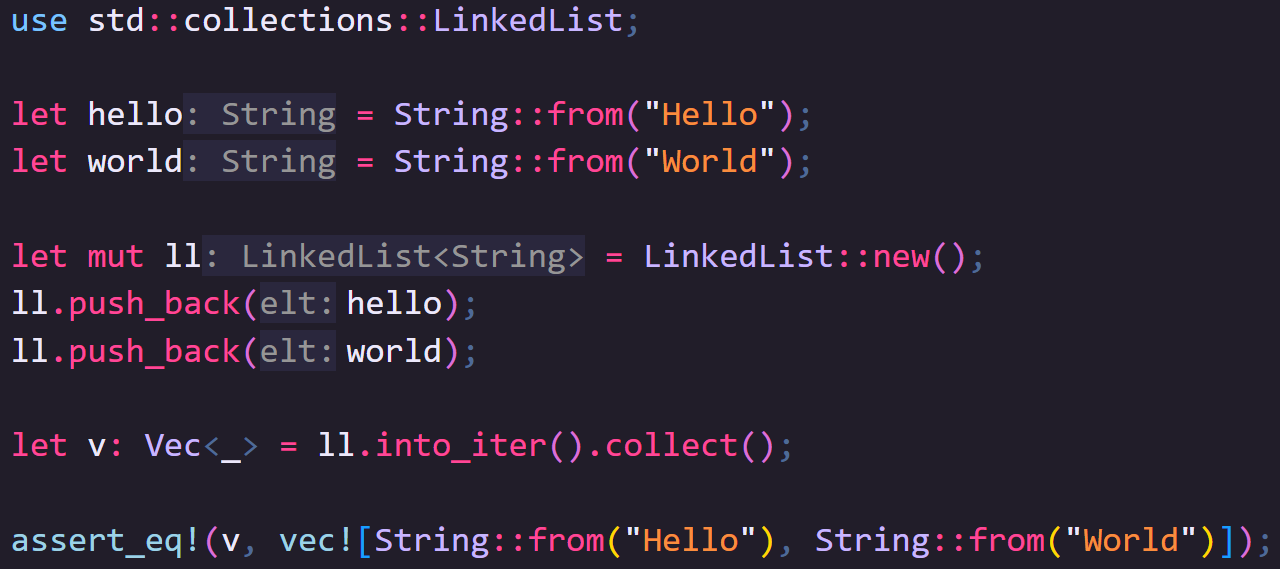 use std::collections::LinkedList;
let hello: String = String::from("Hello");
let world: String = String::from("World");
let mut ll: LinkedList<String> = LinkedList::new();
ll.push_back(elt: hello);
ll.push_back(elt: world);
let v: Vec<_> = ll.into_iter().collect();
assert_eq!(v, vec![String::from("Hello"), String::from("World")]);